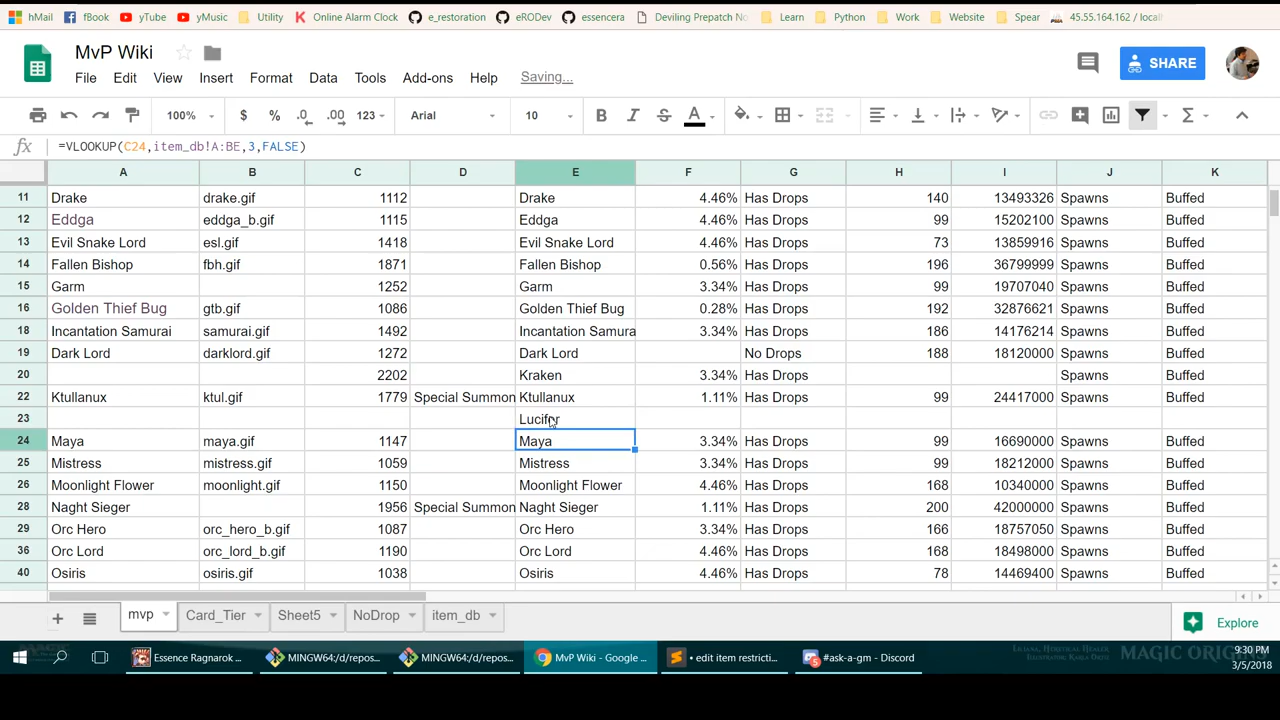 hMail fBook yTube yMusic Utility Online Alarm Clock e_restoration eRODev essencera Deviling Prepatch No Learn Python Work Website Spear 45.55.164.162 / local
MvP Wiki
File Edit View Insert Format Data Tools Add-ons Help Saving...
SHARE
100% $ % .0 .00 123 Arial 10 B I A Σ
fx =VLOOKUP(C24,item_db!A:BE,3,FALSE)
A B C D E F G H I J K
11 Drake drake.gif 1112 Drake 4.46% Has Drops 140 13493326 Spawns Buffed
12 Eddga eddga_b.gif 1115 Eddga 4.46% Has Drops 99 15202100 Spawns Buffed
13 Evil Snake Lord esl.gif 1418 Evil Snake Lord 4.46% Has Drops 73 13859916 Spawns Buffed
14 Fallen Bishop fbh.gif 1871 Fallen Bishop 0.56% Has Drops 196 36799999 Spawns Buffed
15 Garm 1252 Garm 3.34% Has Drops 99 19707040 Spawns Buffed
16 Golden Thief Bug gtb.gif 1086 Golden Thief Bug 0.28% Has Drops 192 32876621 Spawns Buffed
18 Incantation Samurai samurai.gif 1492 Incantation Samura 3.34% Has Drops 186 14176214 Spawns Buffed
19 Dark Lord darklord.gif 1272 Dark Lord No Drops 188 18120000 Spawns Buffed
20 2202 Kraken 3.34% Has Drops Spawns Buffed
22 Ktullanux ktul.gif 1779 Special Summon Ktullanux 1.11% Has Drops 99 24417000 Spawns Buffed
23 Lucifer
24 Maya maya.gif 1147 Maya 3.34% Has Drops 99 16690000 Spawns Buffed
25 Mistress mistress.gif 1059 Mistress 3.34% Has Drops 99 18212000 Spawns Buffed
26 Moonlight Flower moonlight.gif 1150 Moonlight Flower 4.46% Has Drops 168 10340000 Spawns Buffed
28 Naght Sieger 1956 Special Summon Naght Sieger 1.11% Has Drops 200 42000000 Spawns Buffed
29 Orc Hero orc_hero_b.gif 1087 Orc Hero 3.34% Has Drops 166 18757050 Spawns Buffed
36 Orc Lord orc_lord_b.gif 1190 Orc Lord 4.46% Has Drops 168 18498000 Spawns Buffed
40 Osiris osiris.gif 1038 Osiris 4.46% Has Drops 78 14469400 Spawns Buffed
+ mvp Card_Tier Sheet5 NoDrop item_db Explore
Essence Ragnarok ... MINGW64:/d/repos... MINGW64:/d/repos... MvP Wiki - Google ... • edit item restricti... #ask-a-gm - Discord MAGIC ORIGINS
9:30 PM
3/5/2018